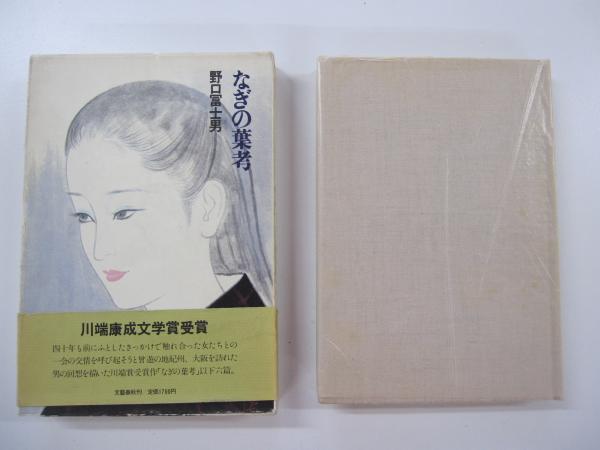 なぎの葉考
野口冨士男
川端康成文学賞受賞
四十年も前にふとしたきっかけで触れ合った女たちとの
一会の交情を呼び起そうと曾遊の地紀州、大阪を訪れた
男の回想を描いた川端賞受賞作「なぎの葉考」以下六篇。
文藝春秋刊 / 定価1700円